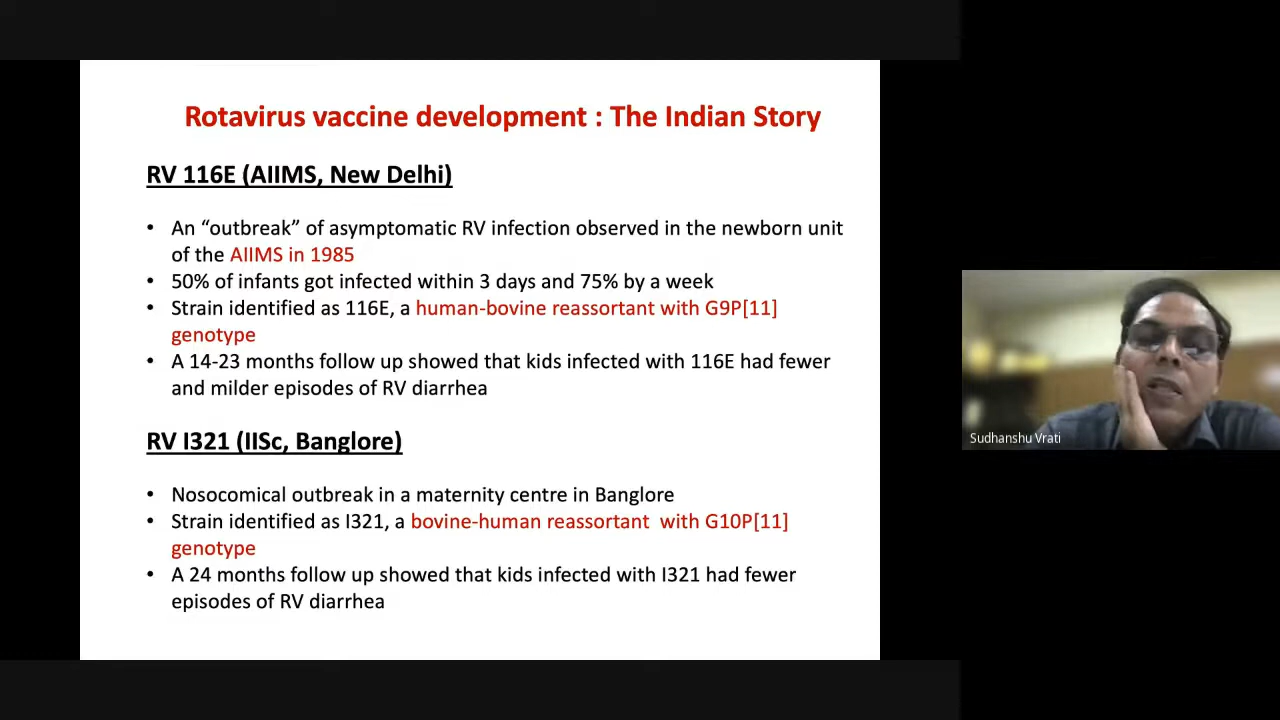 Rotavirus vaccine development : The Indian Story
RV 116E (AIIMS, New Delhi)
• An “outbreak” of asymptomatic RV infection observed in the newborn unit
of the AIIMS in 1985
• 50% of infants got infected within 3 days and 75% by a week
• Strain identified as 116E, a human-bovine reassortant with G9P[11]
genotype
• A 14-23 months follow up showed that kids infected with 116E had fewer
and milder episodes of RV diarrhea
RV I321 (IISc, Banglore)
• Nosocomical outbreak in a maternity centre in Banglore
• Strain identified as I321, a bovine-human reassortant  with G10P[11]
genotype
• A 24 months follow up showed that kids infected with I321 had fewer
episodes of RV diarrhea
Sudhanshu Vrati